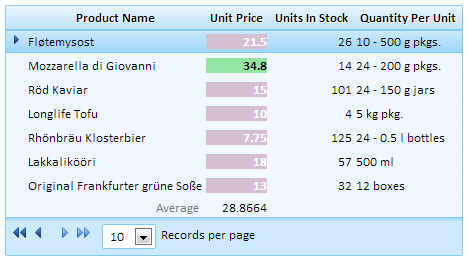 Product Name Unit Price Units In Stock Quantity Per Unit
Fløtemysost 21.5 26 10 - 500 g pkgs.
Mozzarella di Giovanni 34.8 14 24 - 200 g pkgs.
Röd Kaviar 15 101 24 - 150 g jars
Longlife Tofu 10 4 5 kg pkg.
Rhönbräu Klosterbier 7.75 125 24 - 0.5 l bottles
Lakkalikööri 18 57 500 ml
Original Frankfurter grüne Soße 13 32 12 boxes
Average 28.8664
10 Records per page